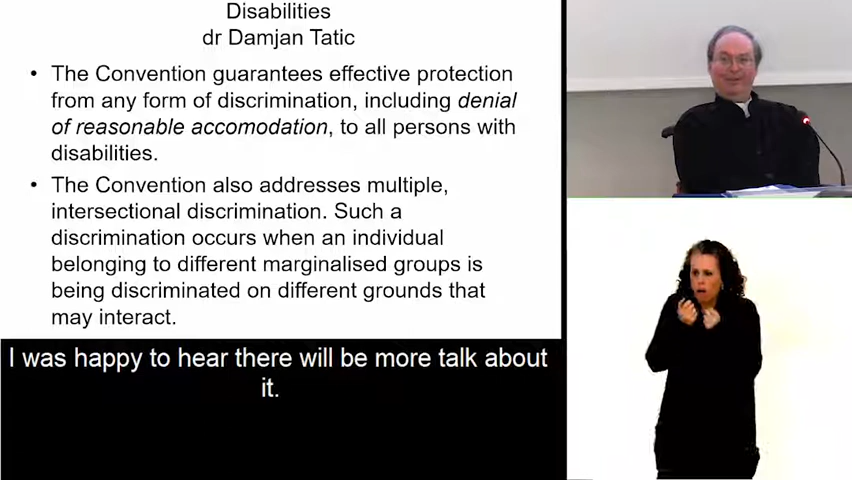 Disabilities
dr Damjan Tatic
• The Convention guarantees effective protection
from any form of discrimination, including denial
of reasonable accomodation, to all persons with
disabilities.
• The Convention also addresses multiple,
intersectional discrimination. Such a
discrimination occurs when an individual
belonging to different marginalised groups is
being discriminated on different grounds that
may interact.
I was happy to hear there will be more talk about
it.